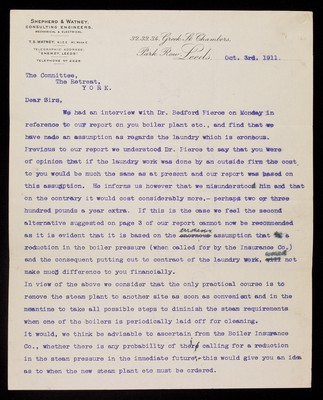 SHEPHERD & WATNEY.
CONSULTING ENGINEERS.
MECHANICAL & ELECTRICAL.
TELEGRAPHIC ADDRESS:
"ENERGY, LEEDS"
32, 33, 34, Greek St. Chambers,
Park Row, Leeds,
Oct. 3rd. 1911.
The Committee,
The Retreat,
YORK.
Dear Sirs,
We had an interview with Dr. Bedford Pierce on Monday in
reference to our report on you boiler plant etc., and find that we
have made an assumption as regards the laundry which is eroneous.
Previous to our report we understood Dr. Pierce to say that you were
of opinion that if the laundry work was done by an outside firm the cost
to you would be much the same as at present and our report was based on
this assumption. He informs us however that we misunderstood him and that
on the contrary it would cost considerably more.- perhaps two or three
hundred pounds a year extra. If this is the case we feel the second
alternative suggested on page 8 of our report cannot now be recommended
as it is evident that it is based on the erroneous assumption that a
reduction in the boiler pressure (when called for by the Insurance Co.)
and the consequent putting out to contract of the laundry work, would not
make much difference to you financially.
In view of the above we consider that the only practical course is to
remove the steam plant to another site as soon as convenient and in the
meantime to take all possible steps to diminish the steam requirements
when one of the boilers is periodically laid off for cleaning.
It would, we think be advisable to ascertain from the Boiler Insurance
Co., whether there is any probability of their calling for a reduction
in the steam pressure in the immediate future,-this would give you an idea
as to when the new steam plant etc must be ordered.